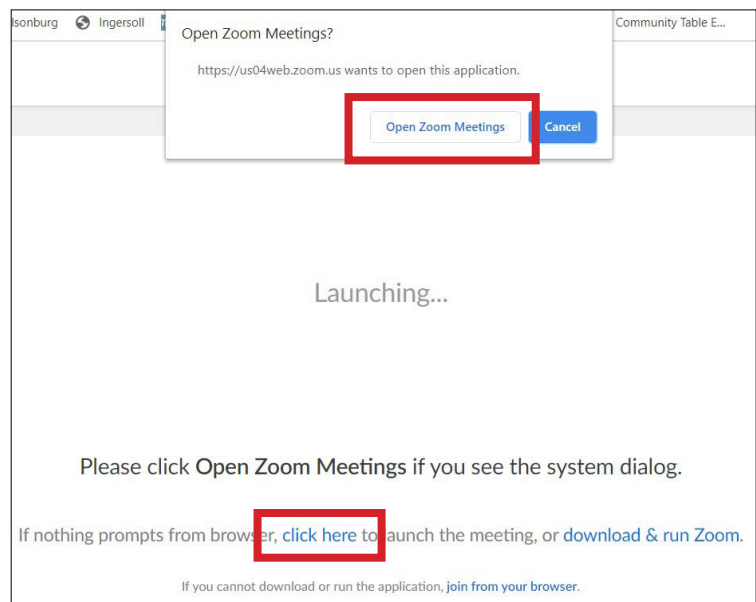 Ingersoll Community Table E...
Open Zoom Meetings?
https://us04web.zoom.us wants to open this application.
Open Zoom Meetings Cancel
Launching...
Please click Open Zoom Meetings if you see the system dialog.
If nothing prompts from browser, click here to launch the meeting, or download & run Zoom.
If you cannot download or run the application, join from your browser.